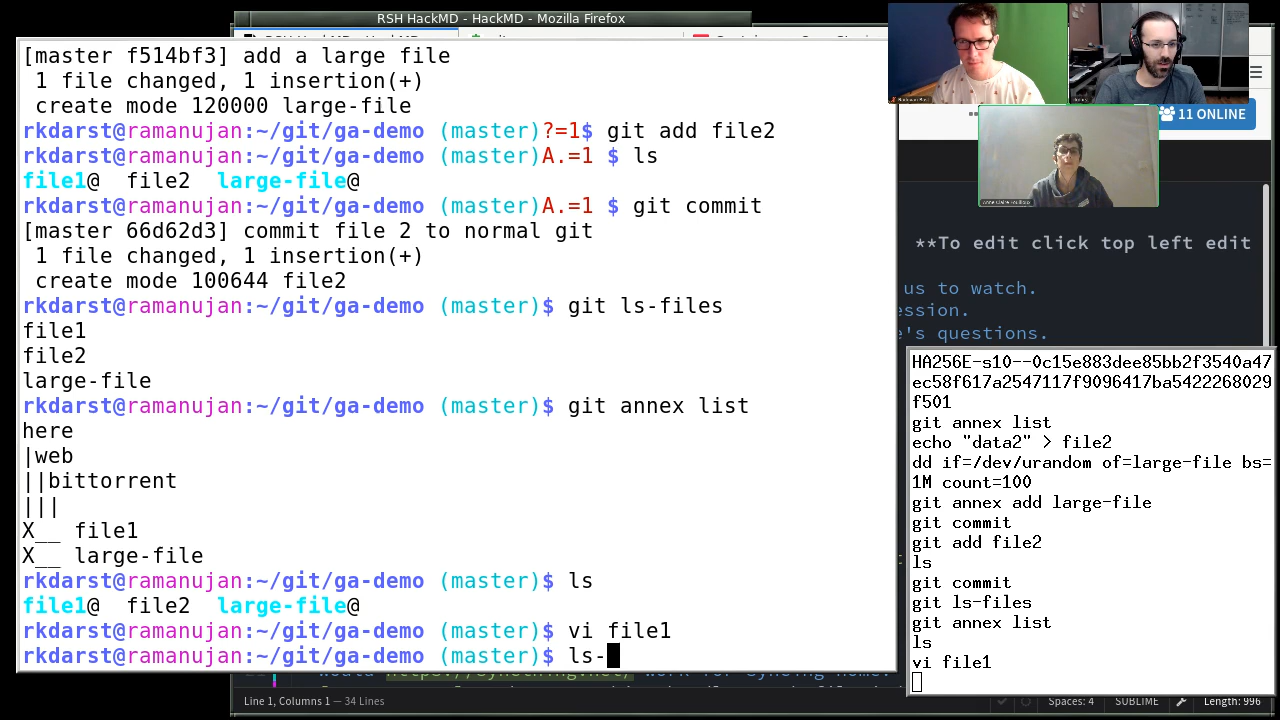 RSH HackMD - HackMD - Mozilla Firefox
[master f514bf3] add a large file
 1 file changed, 1 insertion(+)
 create mode 120000 large-file
rkdarst@ramanujan:~/git/ga-demo (master)?=1$ git add file2
rkdarst@ramanujan:~/git/ga-demo (master)A.=1 $ ls
file1@  file2  large-file@
rkdarst@ramanujan:~/git/ga-demo (master)A.=1 $ git commit
[master 66d62d3] commit file 2 to normal git
 1 file changed, 1 insertion(+)
 create mode 100644 file2
rkdarst@ramanujan:~/git/ga-demo (master)$ git ls-files
file1
file2
large-file
rkdarst@ramanujan:~/git/ga-demo (master)$ git annex list
here
|web
||bittorrent
|||
X__ file1
X__ large-file
rkdarst@ramanujan:~/git/ga-demo (master)$ ls
file1@  file2  large-file@
rkdarst@ramanujan:~/git/ga-demo (master)$ vi file1
rkdarst@ramanujan:~/git/ga-demo (master)$ ls-
11 ONLINE
**To edit click top left edit
us to watch.
ession.
e's questions.
HA256E-s10--0c15e883dee85bb2f3540a47
ec58f617a2547117f9096417ba5422268029
f501
git annex list
echo "data2" > file2
dd if=/dev/urandom of=large-file bs=
1M count=100
git annex add large-file
git commit
git add file2
ls
git commit
git ls-files
git annex list
ls
vi file1
would https://syncthing.net/ work for syncing home.
Line 1, Columns 1 — 34 Lines
Spaces: 4 SUBLIME Length: 996